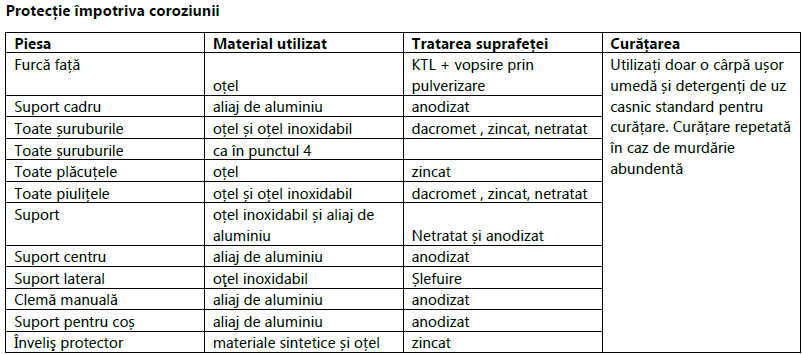 Protecție împotriva coroziunii
Piesa Material utilizat Tratarea suprafeței Curățarea
Furcă față oțel KTL + vopsire prin
pulverizare
Utilizați doar o cârpă ușor
umedă și detergenți de uz
casnic standard pentru
curățare. Curățare repetată
în caz de murdărie
abundentă
Suport cadru aliaj de aluminiu anodizat
Toate șuruburile oțel și oțel inoxidabil dacromet , zincat, netratat
Toate șuruburile ca în punctul 4
Toate plăcuțele oțel zincat
Toate piulițele oțel și oțel inoxidabil dacromet , zincat, netratat
Suport oțel inoxidabil și aliaj de
aluminiu Netratat și anodizat
Suport centru aliaj de aluminiu anodizat
Suport lateral oţel inoxidabil Șlefuire
Clemă manuală aliaj de aluminiu anodizat
Suport pentru coș aliaj de aluminiu anodizat
Înveliş protector materiale sintetice și oțel zincat